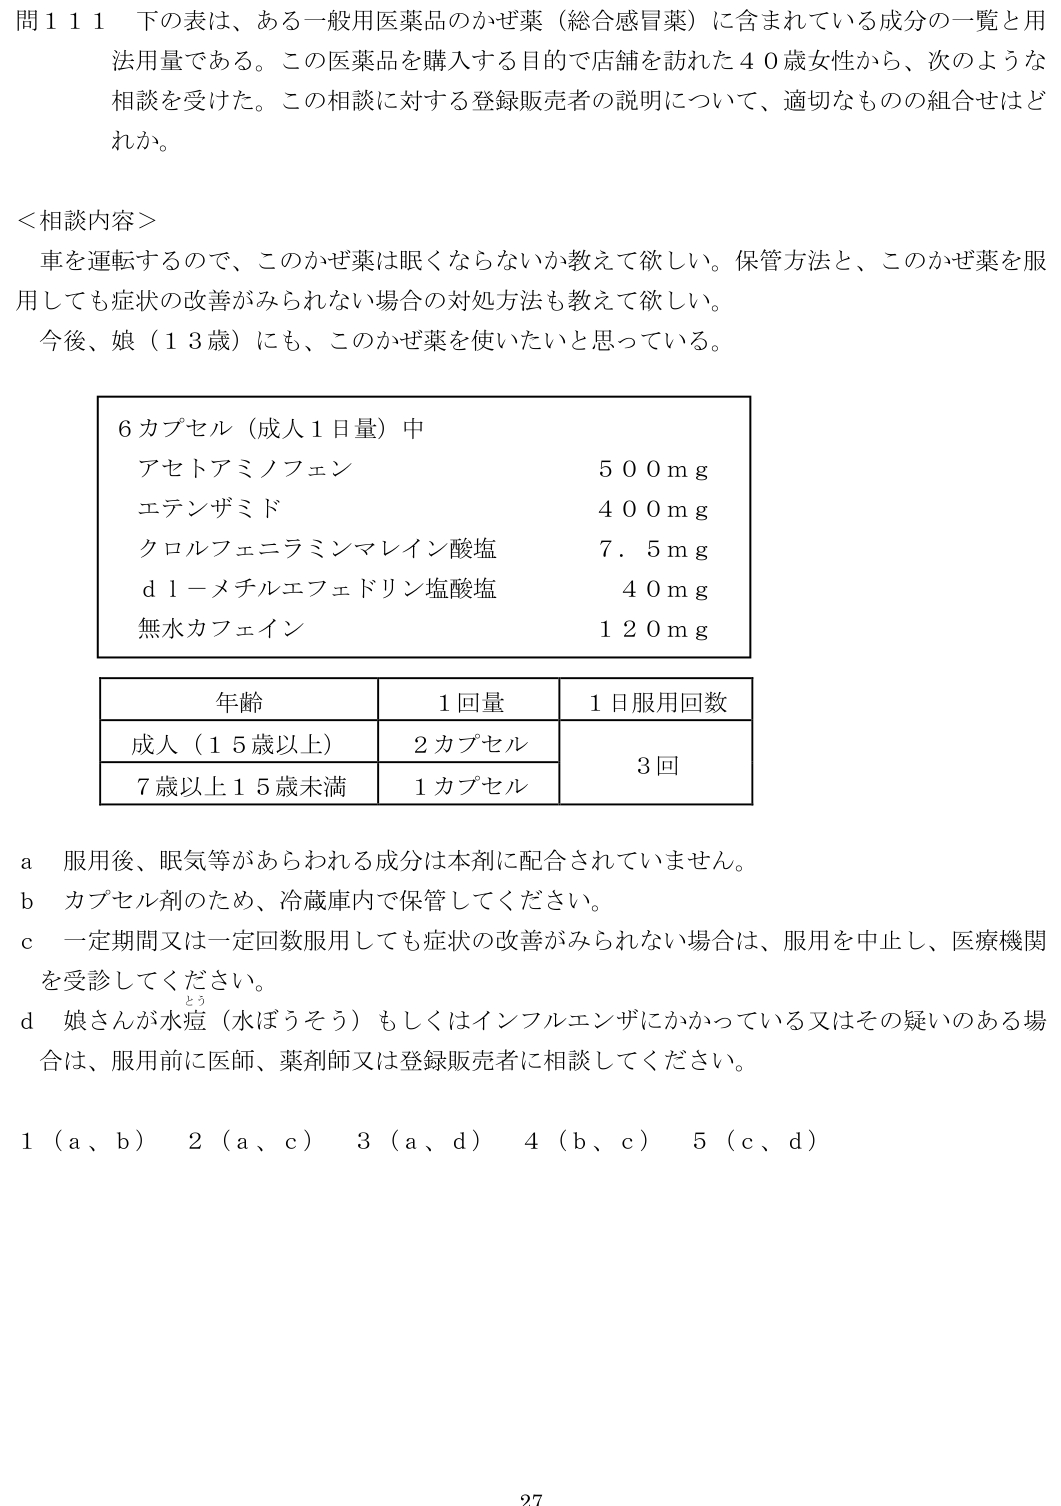 問１１１　下の表は、ある一般用医薬品のかぜ薬（総合感冒薬）に含まれている成分の一覧と用
法用量である。この医薬品を購入する目的で店舗を訪れた４０歳女性から、次のような
相談を受けた。この相談に対する登録販売者の説明について、適切なものの組合せはど
れか。
＜相談内容＞
車を運転するので、このかぜ薬は眠くならないか教えて欲しい。保管方法と、このかぜ薬を服
用しても症状の改善がみられない場合の対処方法も教えて欲しい。
今後、娘（１３歳）にも、このかぜ薬を使いたいと思っている。
６カプセル（成人１日量）中
アセトアミノフェン　５００ｍｇ
エテンザミド　４００ｍｇ
クロルフェニラミンマレイン酸塩　７．５ｍｇ
ｄｌ－メチルエフェドリン塩酸塩　４０ｍｇ
無水カフェイン　１２０ｍｇ
年齢　１回量　１日服用回数
成人（１５歳以上）　２カプセル　３回
７歳以上１５歳未満　１カプセル
ａ　服用後、眠気等があらわれる成分は本剤に配合されていません。
ｂ　カプセル剤のため、冷蔵庫内で保管してください。
ｃ　一定期間又は一定回数服用しても症状の改善がみられない場合は、服用を中止し、医療機関
を受診してください。
とう
ｄ　娘さんが水痘（水ぼうそう）もしくはインフルエンザにかかっている又はその疑いのある場
合は、服用前に医師、薬剤師又は登録販売者に相談してください。
１（ａ、ｂ）　２（ａ、ｃ）　３（ａ、ｄ）　４（ｂ、ｃ）　５（ｃ、ｄ）
27